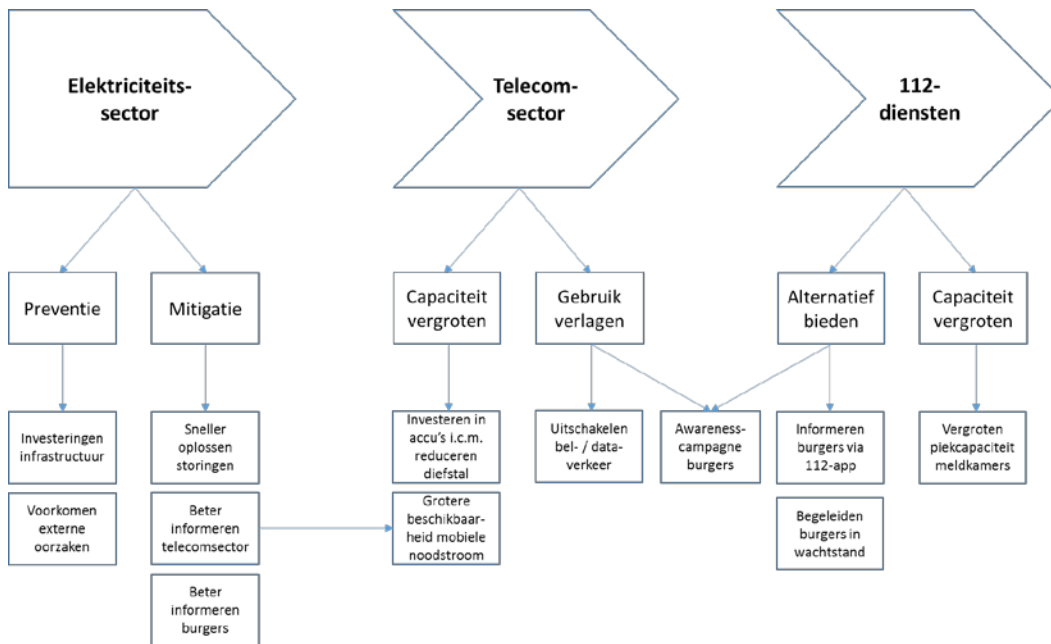 Elektriciteits-
sector
Telecom-
sector
112-
diensten
Preventie
Mitigatie
Capaciteit
vergroten
Gebruik
verlagen
Alternatief
bieden
Capaciteit
vergroten
Investeringen
infrastructuur
Sneller
oplossen
storingen
Investeren in
accu's i.c.m.
reduceren
diefstal
Uitschakelen
bel- / data-
verkeer
Awareness-
campagne
burgers
Informeren
burgers via
112-app
Vergroten
piekcapaciteit
meldkamers
Voorkomen
externe
oorzaken
Beter
informeren
telecomsector
Grotere
beschikbaar-
heid mobiele
noodstroom
Begeleiden
burgers in
wachtstand
Beter
informeren
burgers